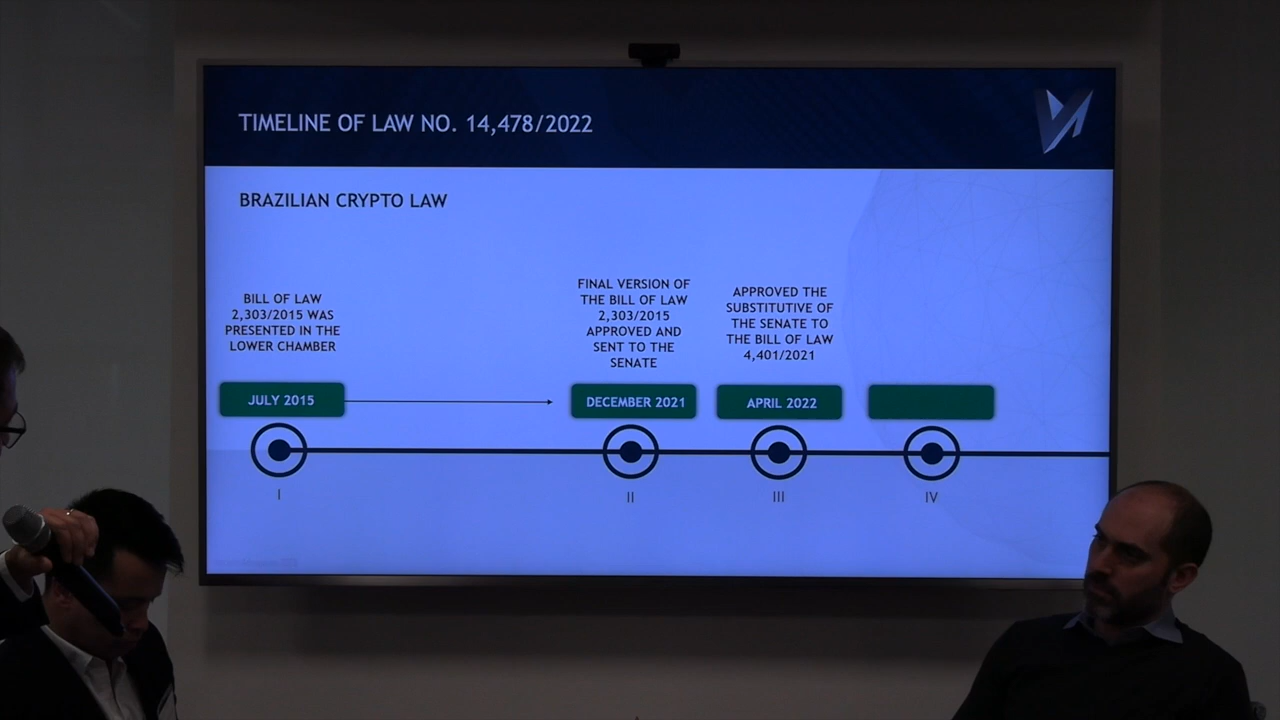 TIMELINE OF LAW NO. 14,478/2022
BRAZILIAN CRYPTO LAW
BILL OF LAW
2,303/2015 WAS
PRESENTED IN THE
LOWER CHAMBER
JULY 2015
I
FINAL VERSION OF
THE BILL OF LAW
2,303/2015
APPROVED AND
SENT TO THE
SENATE
DECEMBER 2021
II
APPROVED THE
SUBSTITUTIVE OF
THE SENATE TO
THE BILL OF LAW
4,401/2021
APRIL 2022
III
IV